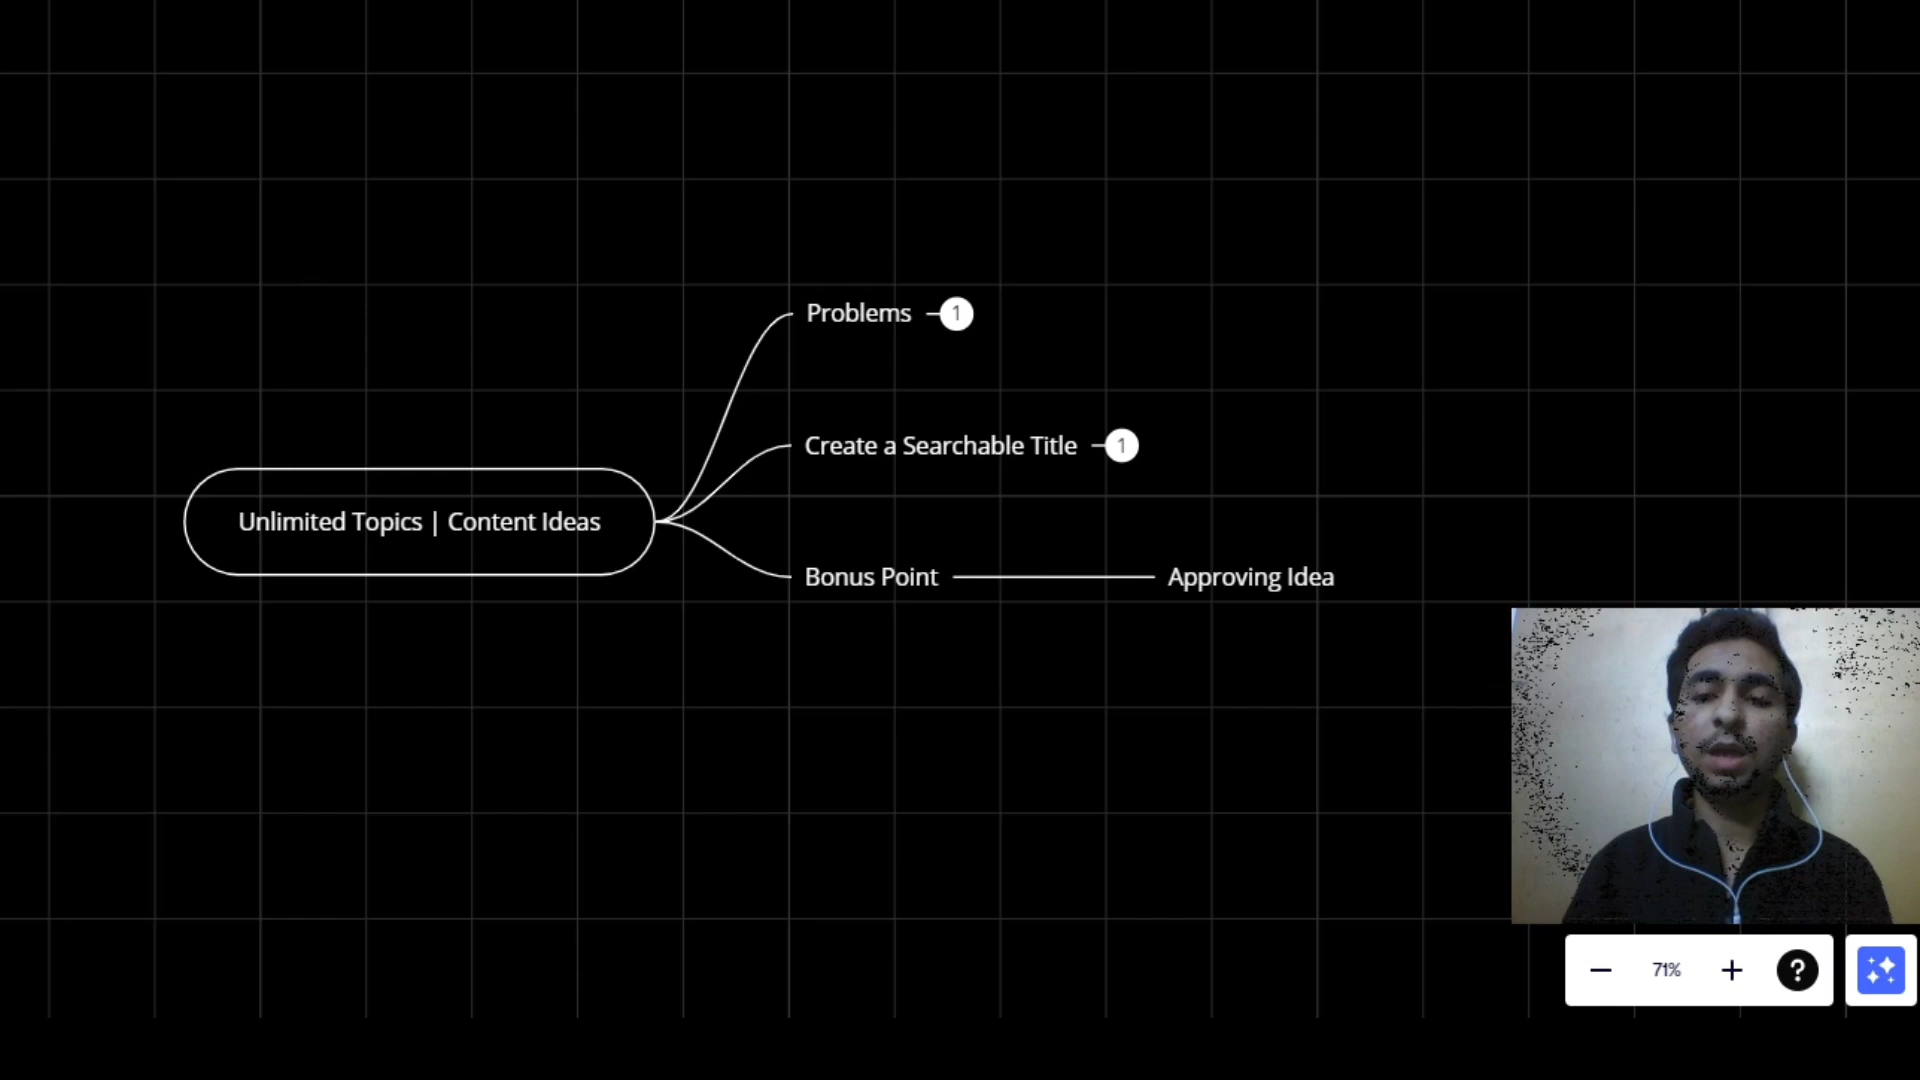 Problems 1
Create a Searchable Title 1
Unlimited Topics | Content Ideas
Bonus Point Approving Idea
71% ?